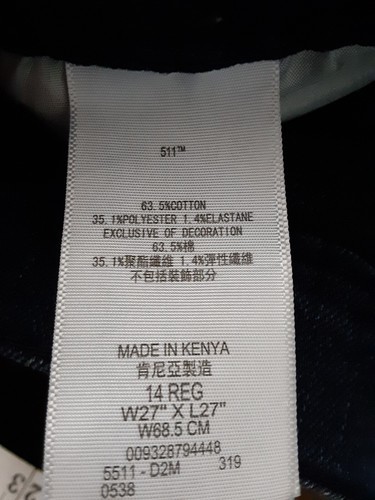 511™
63.5%COTTON
35.1%POLYESTER 1.4%ELASTANE
EXCLUSIVE OF DECORATION
63.5%棉
35.1%聚酯纖維 1.4%彈性纖維
不包括裝飾部分
MADE IN KENYA
肯尼亞製造
14 REG
W27" X L27"
W68.5 CM
009328794448
5511 - D2M 319
0538
2/3